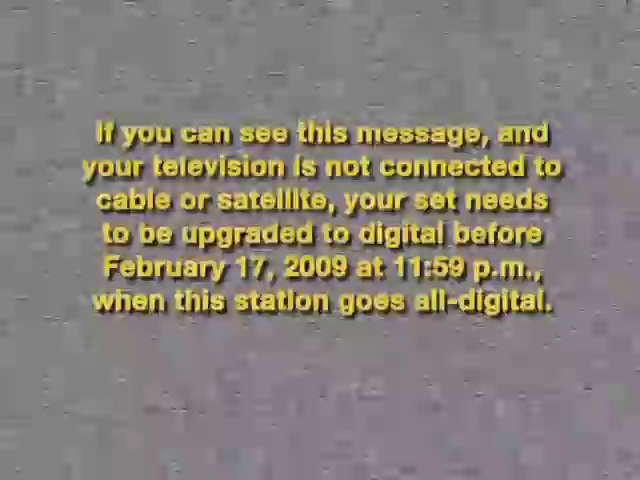 If you can see this message, and
your television is not connected to
cable or satellite, your set needs
to be upgraded to digital before
February 17, 2009 at 11:59 p.m.,
when this station goes all-digital.